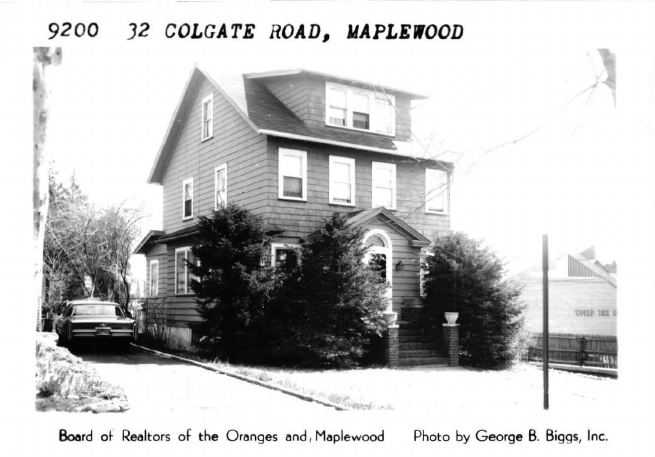 9200 32 COLGATE ROAD, MAPLEWOOD
Board of Realtors of the Oranges and, Maplewood Photo by George B. Biggs, Inc.